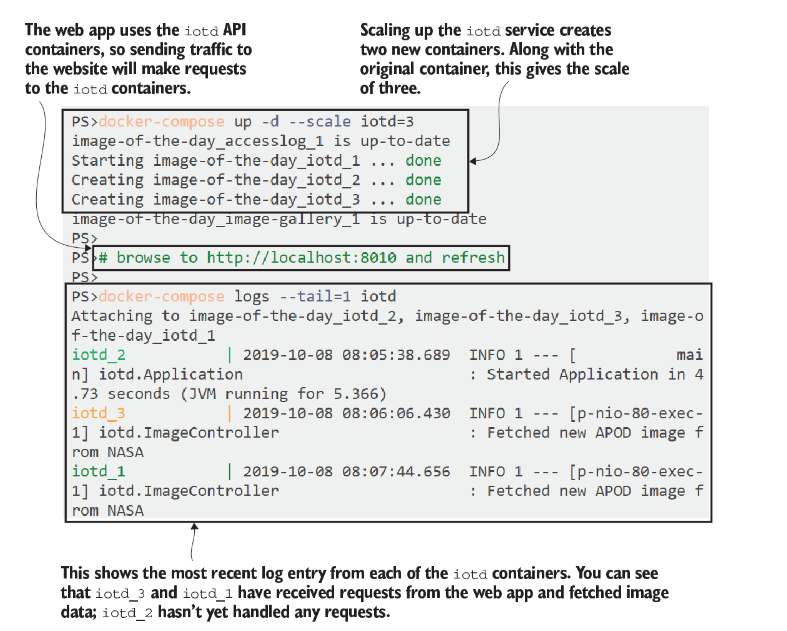 The web app uses the iotd API
containers, so sending traffic to
the website will make requests
to the iotd containers.
Scaling up the iotd service creates
two new containers. Along with the
original container, this gives the scale
of three.
PS>docker-compose up -d --scale iotd=3
image-of-the-day_accesslog_1 is up-to-date
Starting image-of-the-day_iotd_1 ... done
Creating image-of-the-day_iotd_2 ... done
Creating image-of-the-day_iotd_3 ... done
image-of-the-day_image-gallery_1 is up-to-date
PS>
PS># browse to http://localhost:8010 and refresh
PS>
PS>docker-compose logs --tail=1 iotd
Attaching to image-of-the-day_iotd_2, image-of-the-day_iotd_3, image-o
f-the-day_iotd_1
iotd_2 | 2019-10-08 08:05:38.689 INFO 1 --- [ mai
n] iotd.Application : Started Application in 4
.73 seconds (JVM running for 5.366)
iotd_3 | 2019-10-08 08:06:06.430 INFO 1 --- [p-nio-80-exec-
1] iotd.ImageController : Fetched new APOD image f
rom NASA
iotd_1 | 2019-10-08 08:07:44.656 INFO 1 --- [p-nio-80-exec-
1] iotd.ImageController : Fetched new APOD image f
rom NASA
This shows the most recent log entry from each of the iotd containers. You can see
that iotd_3 and iotd_1 have received requests from the web app and fetched image
data; iotd_2 hasn't yet handled any requests.